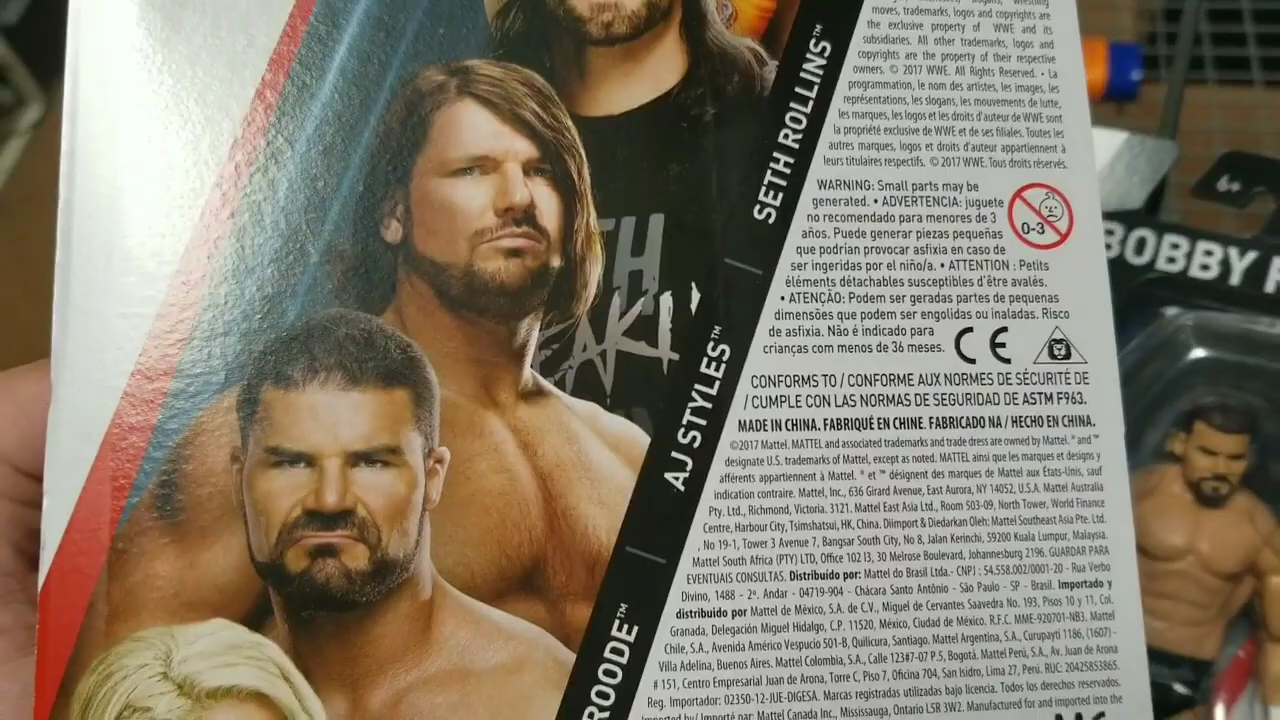 moves, trademarks, logos and copyrights are
the exclusive property of WWE and its
subsidiaries. All other trademarks, logos and
copyrights are the property of their respective
owners. © 2017 WWE. All Rights Reserved. • La
programmation, le nom des artistes, les images, les
représentations, les slogans, les mouvements de lutte,
les marques, les logos et les droits d'auteur de WWE sont
la propriété exclusive de WWE et de ses filiales. Toutes les
autres marques, logos et droits d'auteur appartiennent à
leurs titulaires respectifs. © 2017 WWE. Tous droits réservés.
WARNING: Small parts may be
generated. • ADVERTENCIA: juguete
no recomendado para menores de 3
años. Puede generar piezas pequeñas
que podrían provocar asfixia en caso de
ser ingeridas por el niño/a. • ATTENTION : Petits
éléments détachables susceptibles d'être avalés.
• ATENÇÃO: Podem ser geradas partes de pequenas
dimensões que podem ser engolidas ou inaladas. Risco
de asfixia. Não é indicado para
crianças com menos de 36 meses.
0-3
CE
CONFORMS TO / CONFORME AUX NORMES DE SÉCURITÉ DE
/ CUMPLE CON LAS NORMAS DE SEGURIDAD DE ASTM F963.
MADE IN CHINA. FABRIQUÉ EN CHINE. FABRICADO NA / HECHO EN CHINA.
©2017 Mattel. MATTEL and associated trademarks and trade dress are owned by Mattel. ® and ™
designate U.S. trademarks of Mattel, except as noted. MATTEL ainsi que les marques et designs y
afférents appartiennent à Mattel. ® et ™ désignent des marques de Mattel aux États-Unis, sauf
indication contraire. Mattel, Inc., 636 Girard Avenue, East Aurora, NY 14052, U.S.A. Mattel Australia
Pty. Ltd., Richmond, Victoria. 3121. Mattel East Asia Ltd., Room 503-09, North Tower, World Finance
Centre, Harbour City, Tsimshatsui, HK, China. Diimport & Diedarkan Oleh: Mattel Southeast Asia Pte. Ltd.
, No 19-1, Tower 3 Avenue 7, Bangsar South City, No 8, Jalan Kerinchi, 59200 Kuala Lumpur, Malaysia.
Mattel South Africa (PTY) LTD, Office 102 I3, 30 Melrose Boulevard, Johannesburg 2196. GUARDAR PARA
EVENTUAIS CONSULTAS. Distribuído por: Mattel do Brasil Ltda.- CNPJ : 54.558.002/0001-20 - Rua Verbo
Divino, 1488 - 2º. Andar - 04719-904 - Chácara Santo Antônio - São Paulo - SP - Brasil. Importado y
distribuido por Mattel de México, S.A. de C.V., Miguel de Cervantes Saavedra No. 193, Pisos 10 y 11, Col.
Granada, Delegación Miguel Hidalgo, C.P. 11520, México, Ciudad de México. R.F.C. MME-920701-NB3. Mattel
Chile, S.A., Avenida Américo Vespucio 501-B, Quilicura, Santiago. Mattel Argentina, S.A., Curupayti 1186, (1607) -
Villa Adelina, Buenos Aires. Mattel Colombia, S.A., Calle 123#7-07 P.5, Bogotá. Mattel Perú, S.A., Av. Juan de Arona
# 151, Centro Empresarial Juan de Arona, Torre C, Piso 7, Oficina 704, San Isidro, Lima 27, Perú. RUC: 20425853865.
Reg. Importador: 02350-12-JUE-DIGESA. Marcas registradas utilizadas bajo licencia. Todos los derechos reservados.
Imported by/ Importé par: Mattel Canada Inc., Mississauga, Ontario L5R 3W2. Manufactured for and imported into the
SETH ROLLINS™
AJ STYLES™
ROODE™
BOBBY
6+